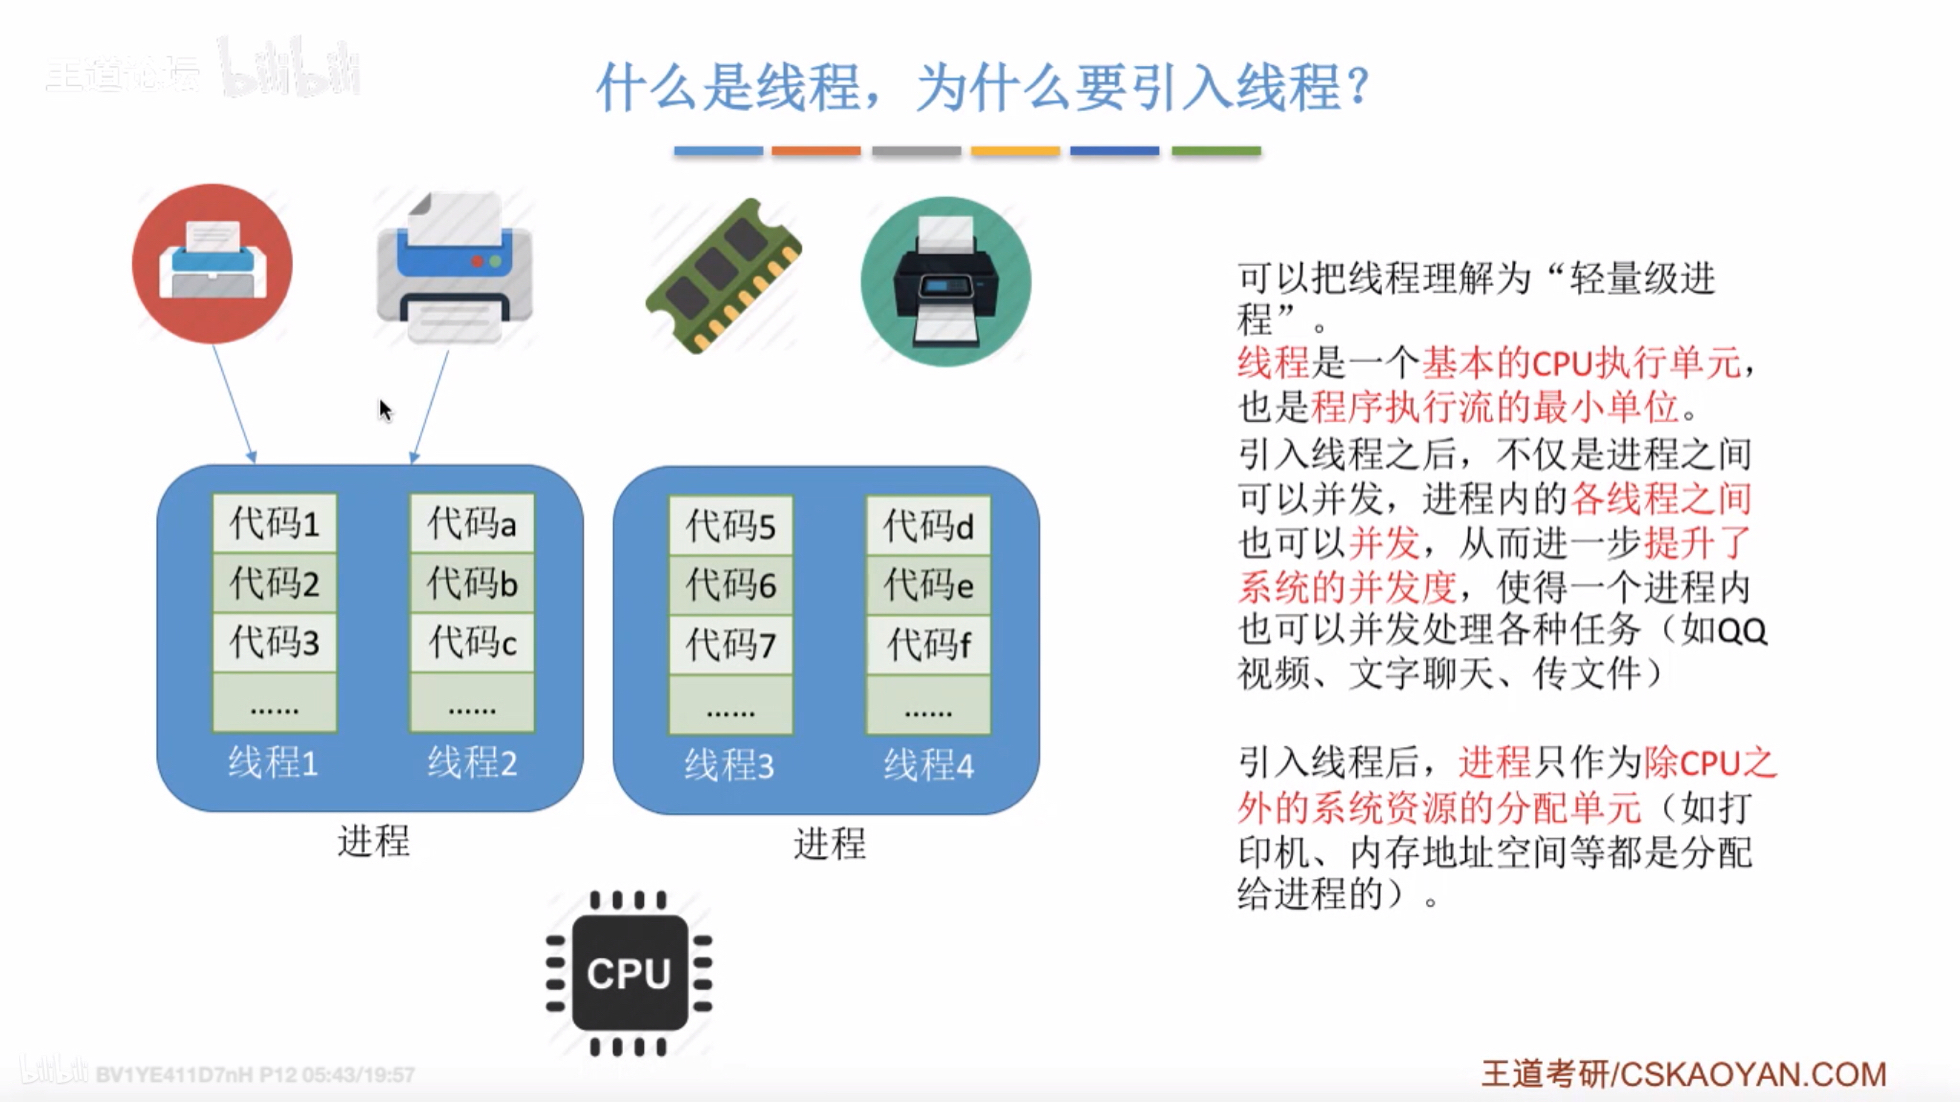 王道论坛 bilibili
什么是线程，为什么要引入线程？
可以把线程理解为“轻量级进
程”。
线程是一个基本的CPU执行单元，
也是程序执行流的最小单位。
引入线程之后，不仅是进程之间
可以并发，进程内的各线程之间
也可以并发，从而进一步提升了
系统的并发度，使得一个进程内
也可以并发处理各种任务（如QQ
视频、文字聊天、传文件）
引入线程后，进程只作为除CPU之
外的系统资源的分配单元（如打
印机、内存地址空间等都是分配
给进程的）。
代码1
代码2
代码3
……
线程1
代码a
代码b
代码c
……
线程2
进程
代码5
代码6
代码7
……
线程3
代码d
代码e
代码f
……
线程4
进程
CPU
bilibili BV1YE411D7nH P12 05:43/19:57
王道考研/CSKAOYAN.COM